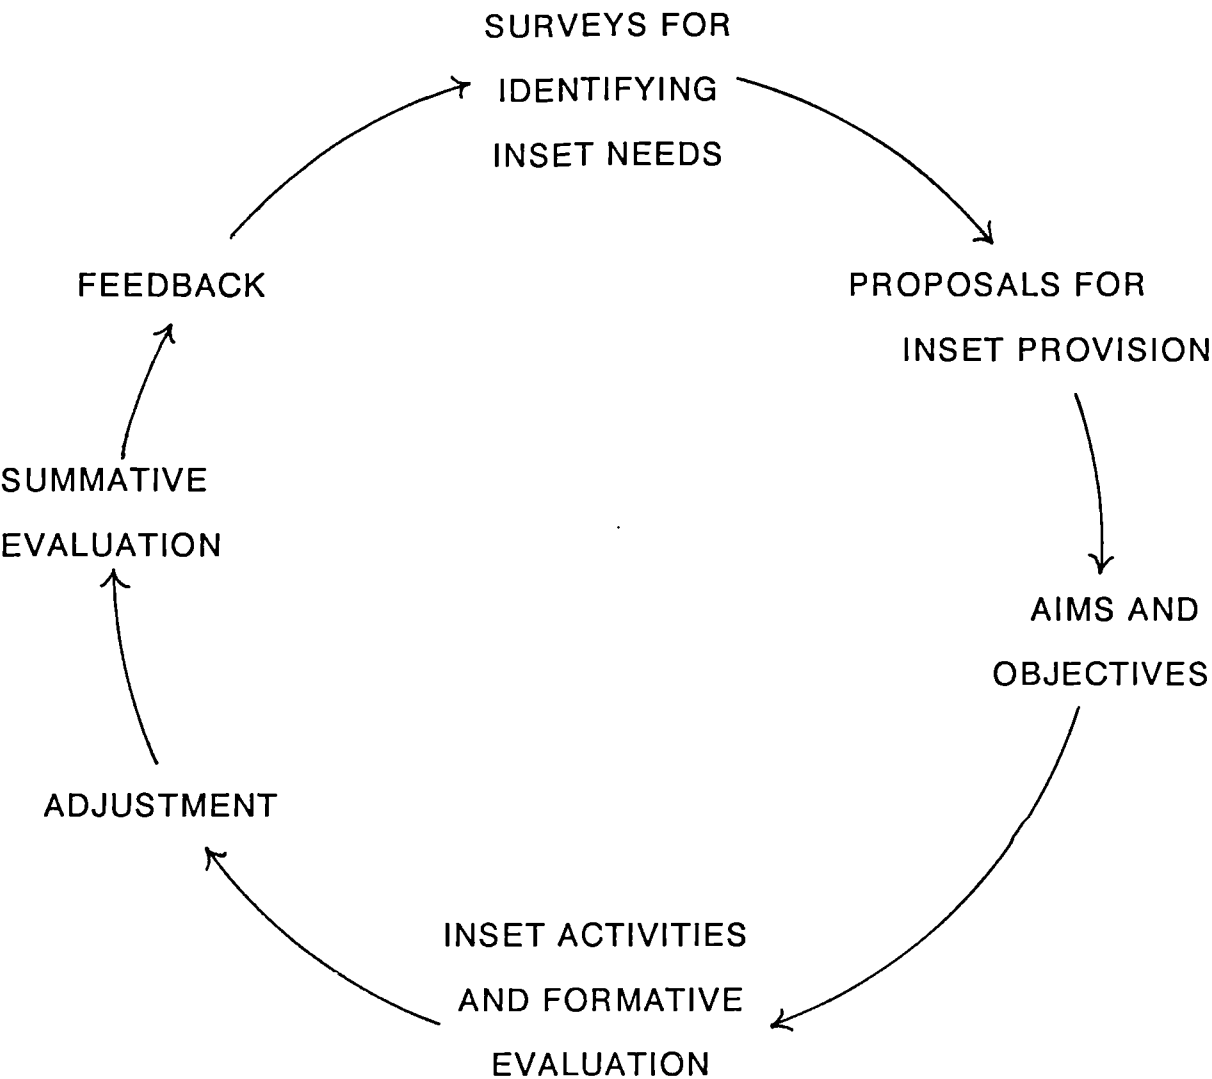 SURVEYS FOR
IDENTIFYING
INSET NEEDS
PROPOSALS FOR
INSET PROVISION
AIMS AND
OBJECTIVES
INSET ACTIVITIES
AND FORMATIVE
EVALUATION
ADJUSTMENT
SUMMATIVE
EVALUATION
FEEDBACK